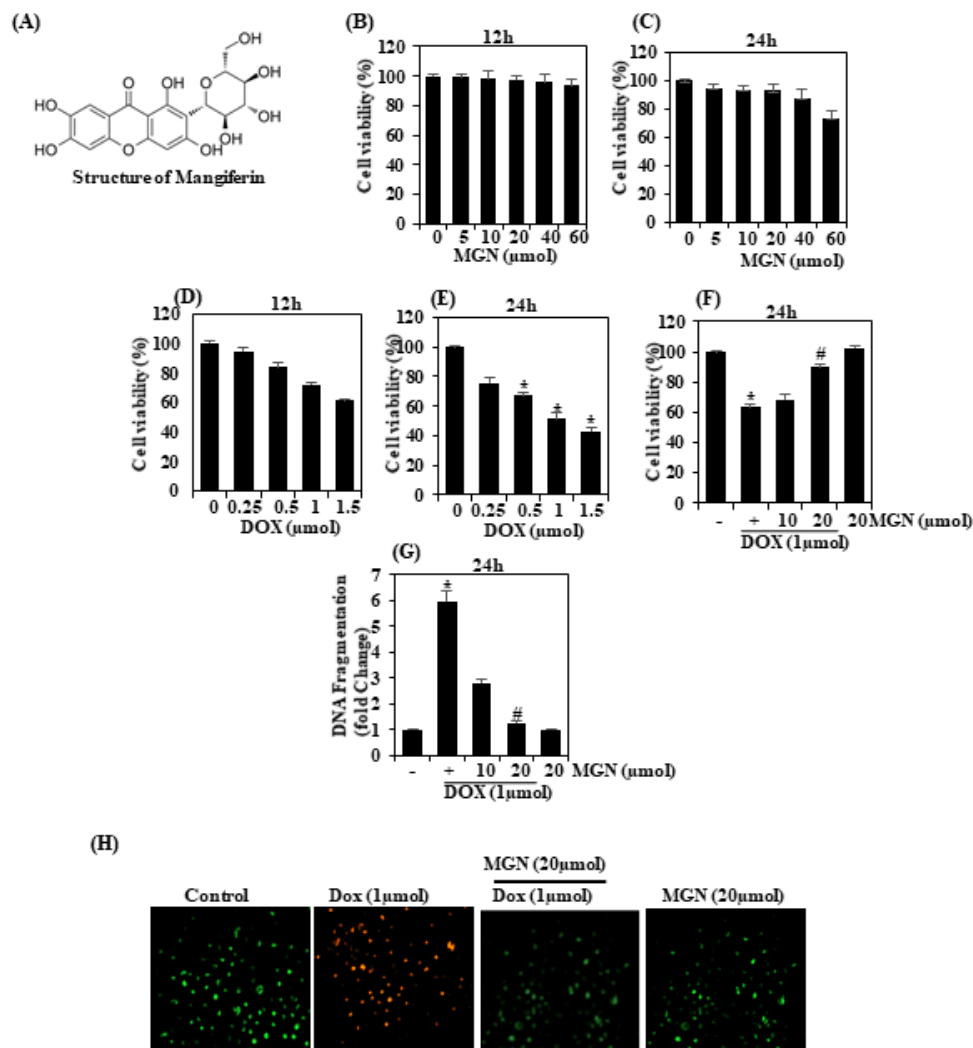 (A)
OH
O
OH
OH
O
OH
HO
OH
HO
O
OH
OH
Structure of Mangiferin
(B)
12h
Cell viability (%)
120
100
80
60
40
20
0
0 5 10 20 40 60
MGN (µmol)
(C)
24h
Cell viability (%)
120
100
80
60
40
20
0
0 5 10 20 40 60
MGN (µmol)
(D)
12h
Cell viability (%)
120
100
80
60
40
20
0
0 0.25 0.5 1 1.5
DOX (µmol)
(E)
24h
Cell viability (%)
120
100
80
60
40
20
0
* * *
0 0.25 0.5 1 1.5
DOX (µmol)
(F)
24h
Cell viability (%)
120
100
80
60
40
20
0
* #
- + 10 20 20 MGN (µmol)
DOX (1µmol)
(G)
24h
DNA Fragmentation
(fold Change)
7
6
5
4
3
2
1
0
* #
- + 10 20 20 MGN (µmol)
DOX (1µmol)
(H)
MGN (20µmol)
Control Dox (1µmol) Dox (1µmol) MGN (20µmol)